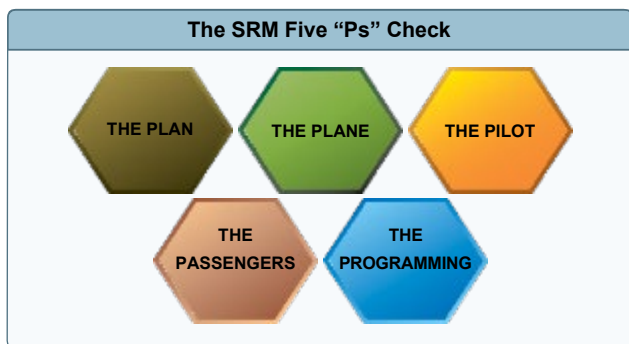 The SRM Five “Ps” Check
THE PLAN
THE PLANE
THE PILOT
THE
PASSENGERS
THE
PROGRAMMING